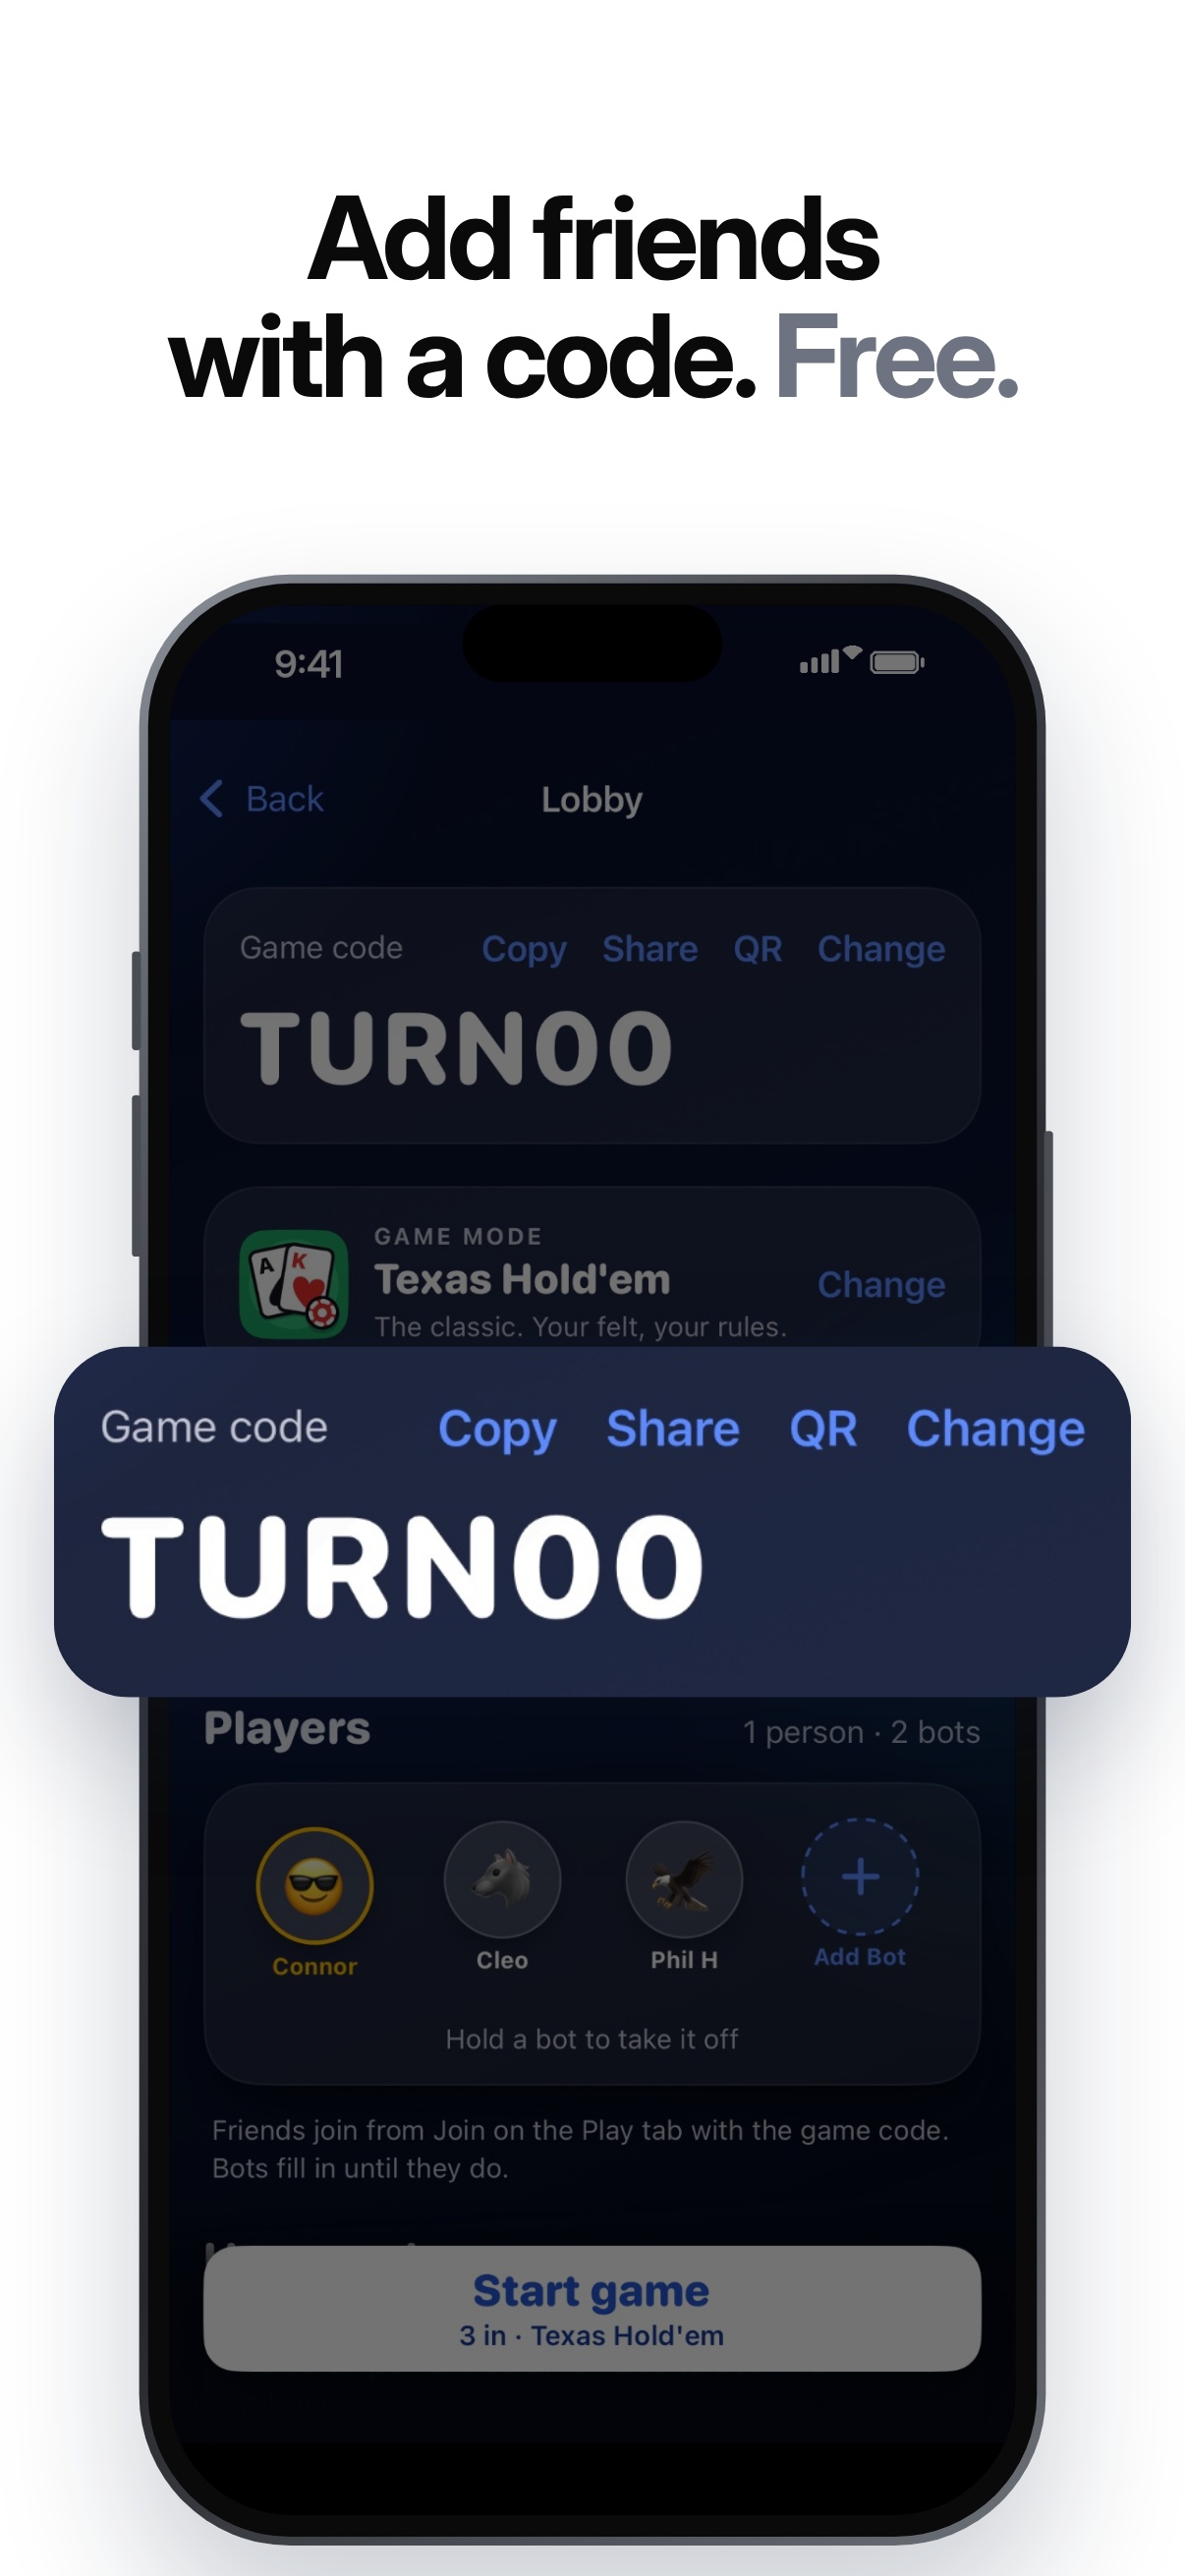 Add friends
with a code. Free.
9:41
Back
Lobby
Game code Copy Share QR Change
TURN00
GAME MODE
Texas Hold'em
Change
The classic. Your felt, your rules.
Game code Copy Share QR Change
TURN00
Players 1 person · 2 bots
A K
Connor Cleo Phil H Add Bot
Hold a bot to take it off
Friends join from Join on the Play tab with the game code.
Bots fill in until they do.
Start game
3 in · Texas Hold'em